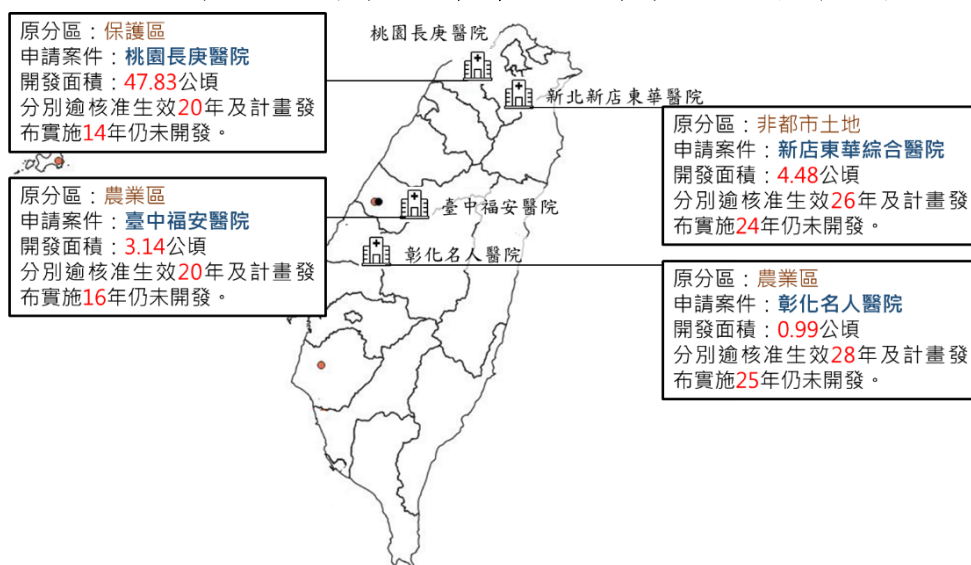 原分區：保護區
申請案件：桃園長庚醫院
開發面積：47.83公頃
分別逾核准生效20年及計畫發
布實施14年仍未開發。
桃園長庚醫院
新北新店東華醫院
原分區：非都市土地
申請案件：新店東華綜合醫院
開發面積：4.48公頃
分別逾核准生效26年及計畫發
布實施24年仍未開發。
原分區：農業區
申請案件：臺中福安醫院
開發面積：3.14公頃
分別逾核准生效20年及計畫發
布實施16年仍未開發。
臺中福安醫院
彰化名人醫院
原分區：農業區
申請案件：彰化名人醫院
開發面積：0.99公頃
分別逾核准生效28年及計畫發
布實施25年仍未開發。